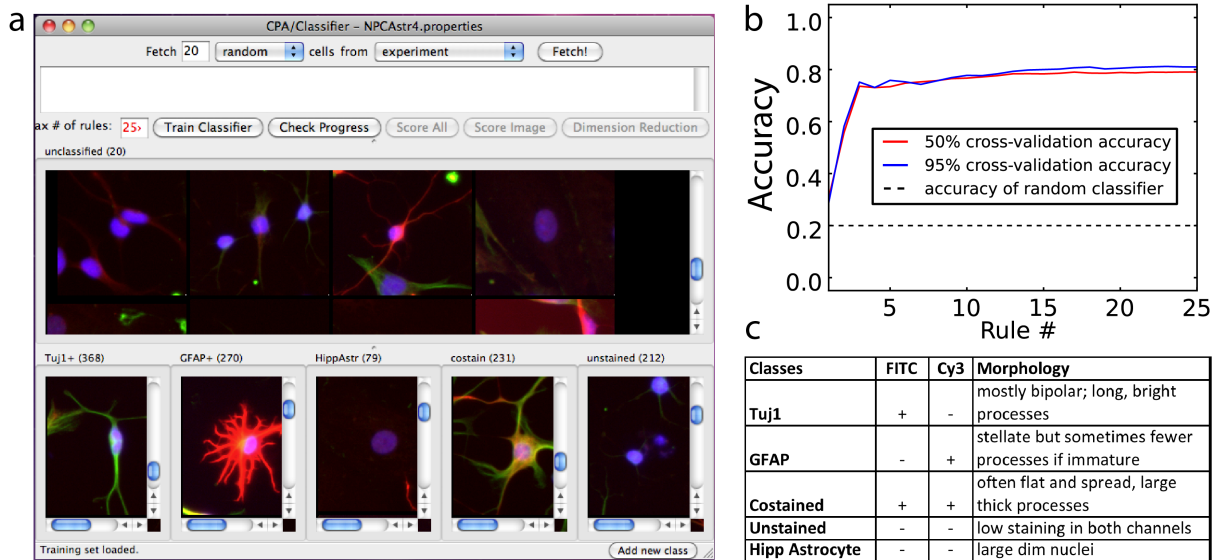 a
CPA/Classifier – NPCAstr4.properties
Fetch 20 random cells from experiment Fetch!
ax # of rules: 25› Train Classifier Check Progress Score All Score Image Dimension Reduction
unclassified (20)
Tuj1+ (368) GFAP+ (270) HippAstr (79) costain (231) unstained (212)
Training set loaded. Add new class
b
Accuracy
1.0
0.8
0.6
0.4
0.2
0.0
50% cross-validation accuracy
95% cross-validation accuracy
accuracy of random classifier
5 10 15 20 25
Rule #
c
Classes FITC Cy3 Morphology
mostly bipolar; long, bright
Tuj1 + - processes
stellate but sometimes fewer
GFAP - + processes if immature
often flat and spread, large
Costained + + thick processes
Unstained - - low staining in both channels
Hipp Astrocyte - - large dim nuclei